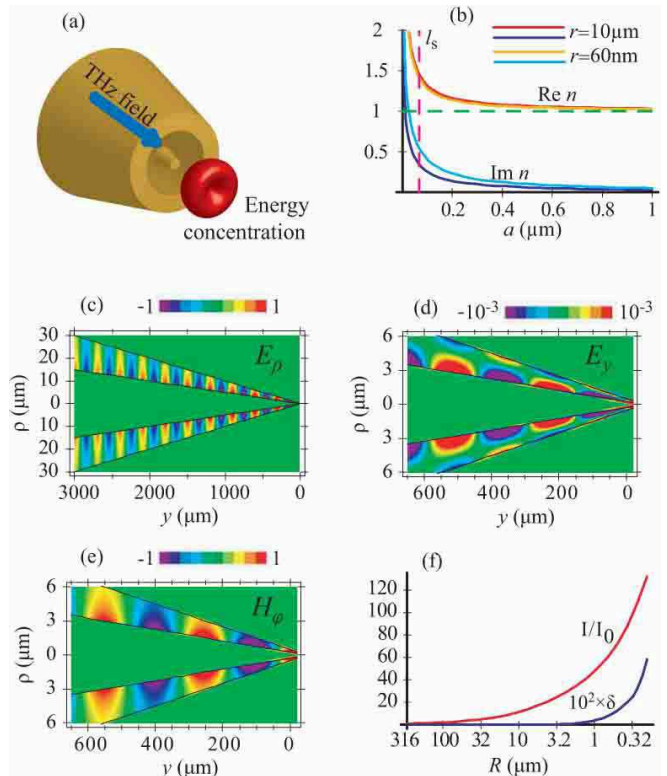 (a)
THz field
Energy
concentration
(b)
l_s
r=10μm
r=60nm
Re n
Im n
2
1.5
1
0.5
0.2 0.4 0.6 0.8 1
a (μm)
(c)
-1 1
E_ρ
30
20
10
0
10
20
30
ρ (μm)
3000 2000 1000 0
y (μm)
(d)
-10⁻³ 10⁻³
E_y
6
3
0
3
6
ρ (μm)
600 400 200 0
y (μm)
(e)
-1 1
H_φ
6
3
0
3
6
ρ (μm)
600 400 200 0
y (μm)
(f)
I/I₀
10²×δ
120
100
80
60
40
20
316 100 32 10 3.2 1 0.32
R (μm)